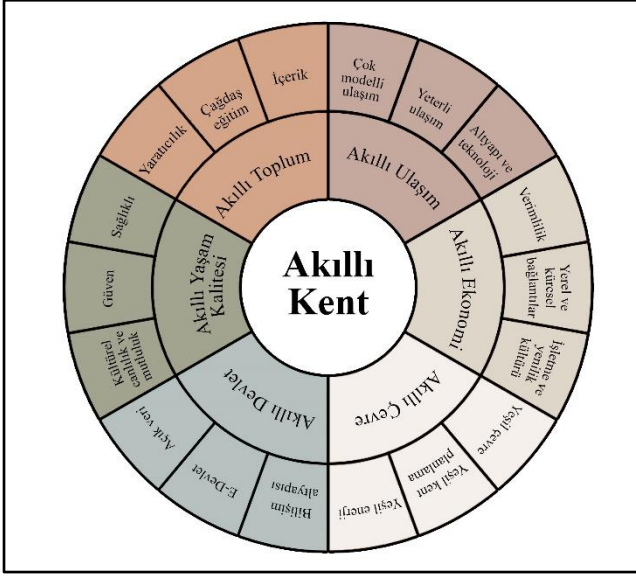 Akıllı
Kent
Akıllı Ulaşım
Çok
modelli
ulaşım
Yeterli
ulaşım
Altyapı ve
teknoloji
Akıllı Ekonomi
Verimlilik
Yerel ve
küresel
bağlantılar
İşletme ve
yenilik
kültürü
Akıllı Çevre
Yeşil çevre
Yeşil kent
planlama
Yeşil enerji
Akıllı Devlet
Bilişim
altyapısı
E-Devlet
Açık veri
Akıllı Yaşam
Kalitesi
Kültürel
canlılık ve
mutluluk
Güven
Sağlıklı
Akıllı Toplum
Yaratıcılık
Çağdaş
eğitim
İçerik